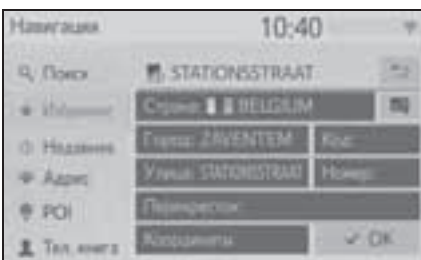 Навигация 10:40
Поиск STATIONSSTRAAT
Избранное Страна: BELGIUM
Недавние Город: ZAVENTEM Код:
Адрес Улица: STATIONSSTRAAT Номер:
POI Перекресток:
Тел. книга Координаты OK